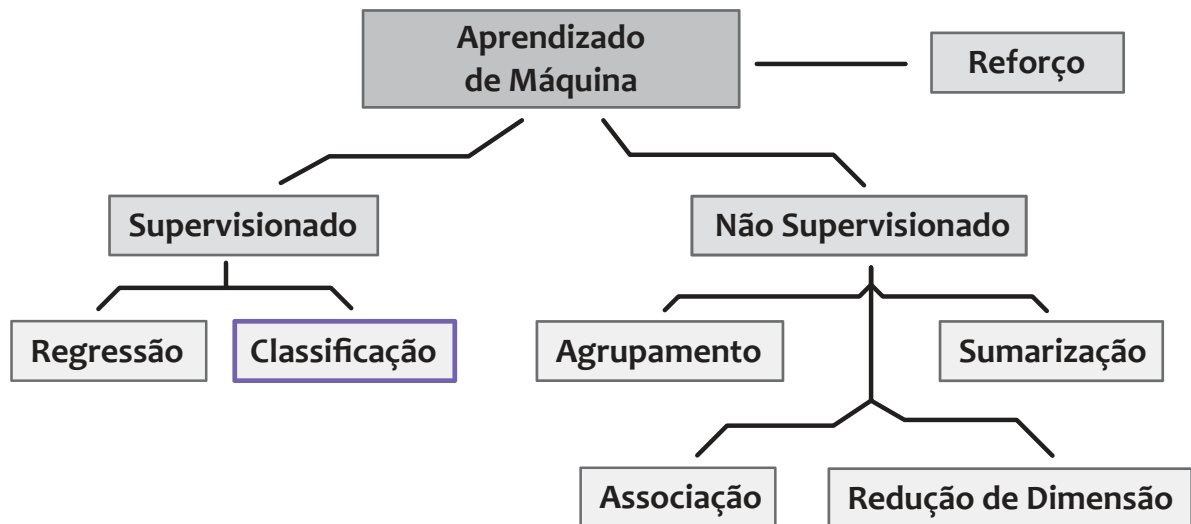 Aprendizado
de Máquina
Reforço
Supervisionado
Não Supervisionado
Regressão
Classificação
Agrupamento
Sumarização
Associação
Redução de Dimensão